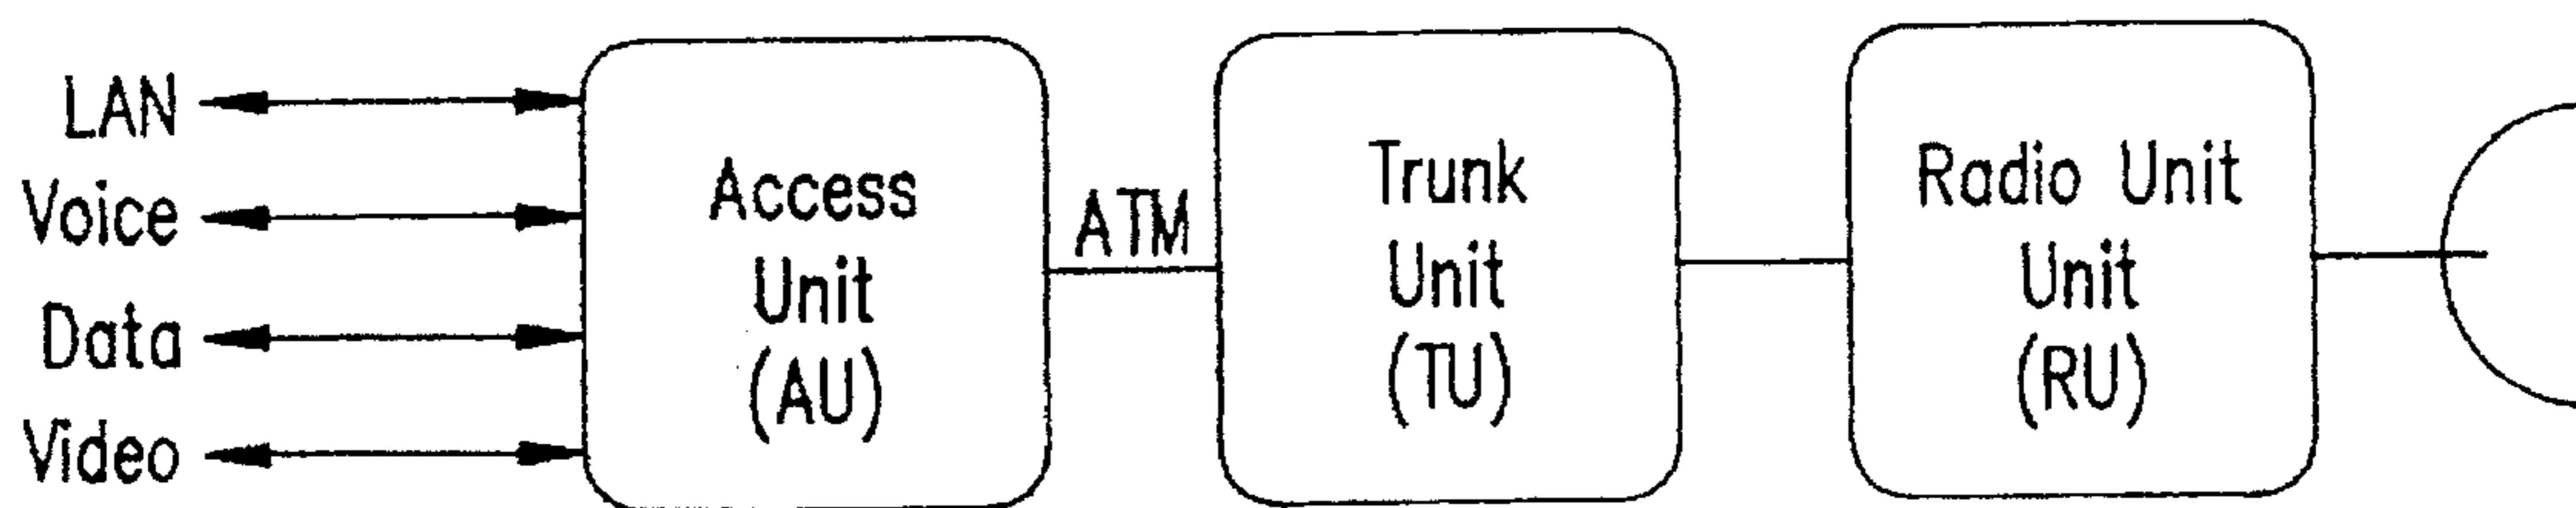 LAN
Voice
Data
Video
Access
Unit
(AU)
ATM
Trunk
Unit
(TU)
Radio Unit
Unit
(RU)